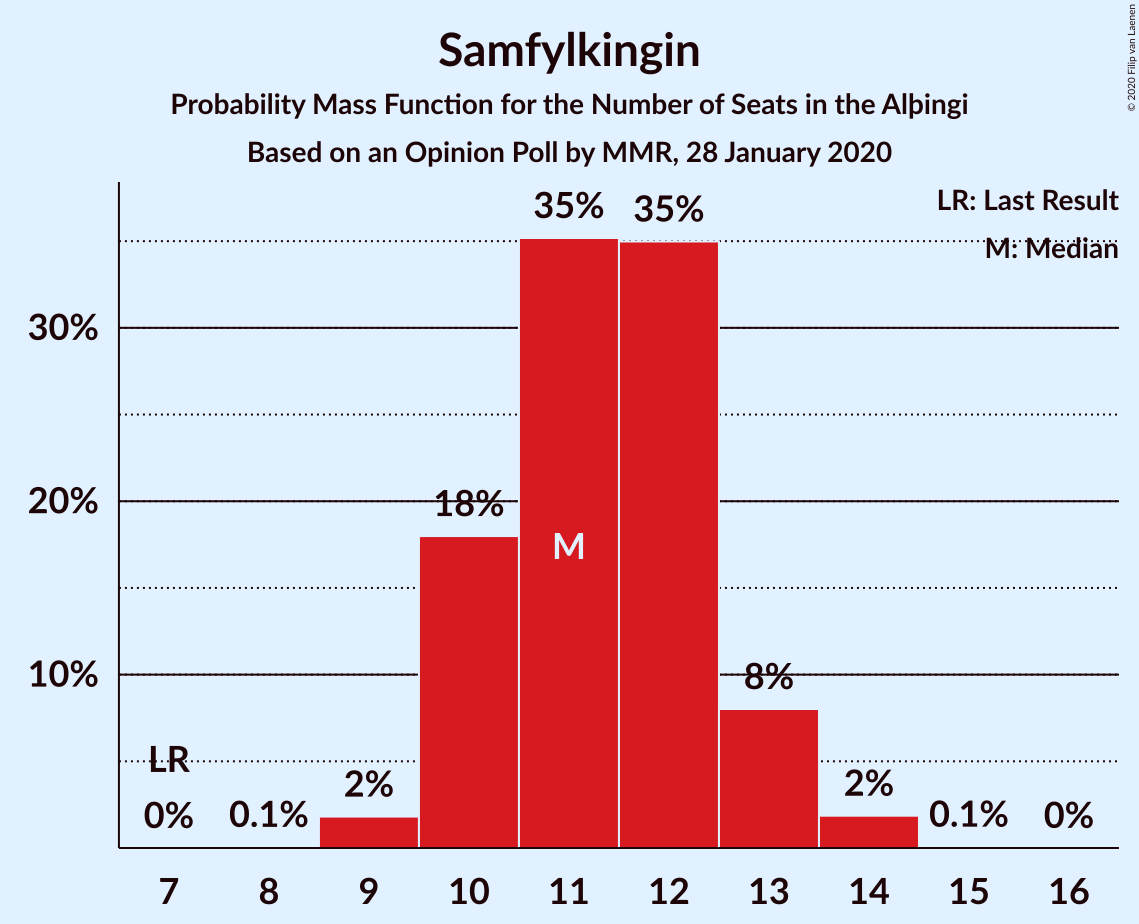 Samfylkingin
Probability Mass Function for the Number of Seats in the Alþingi
Based on an Opinion Poll by MMR, 28 January 2020
© 2020 Filip van Laenen
LR: Last Result
M: Median
35%
35%
30%
20%
18%
M
10%
8%
LR
2%
2%
0%
0.1%
0.1%
0%
7 8 9 10 11 12 13 14 15 16